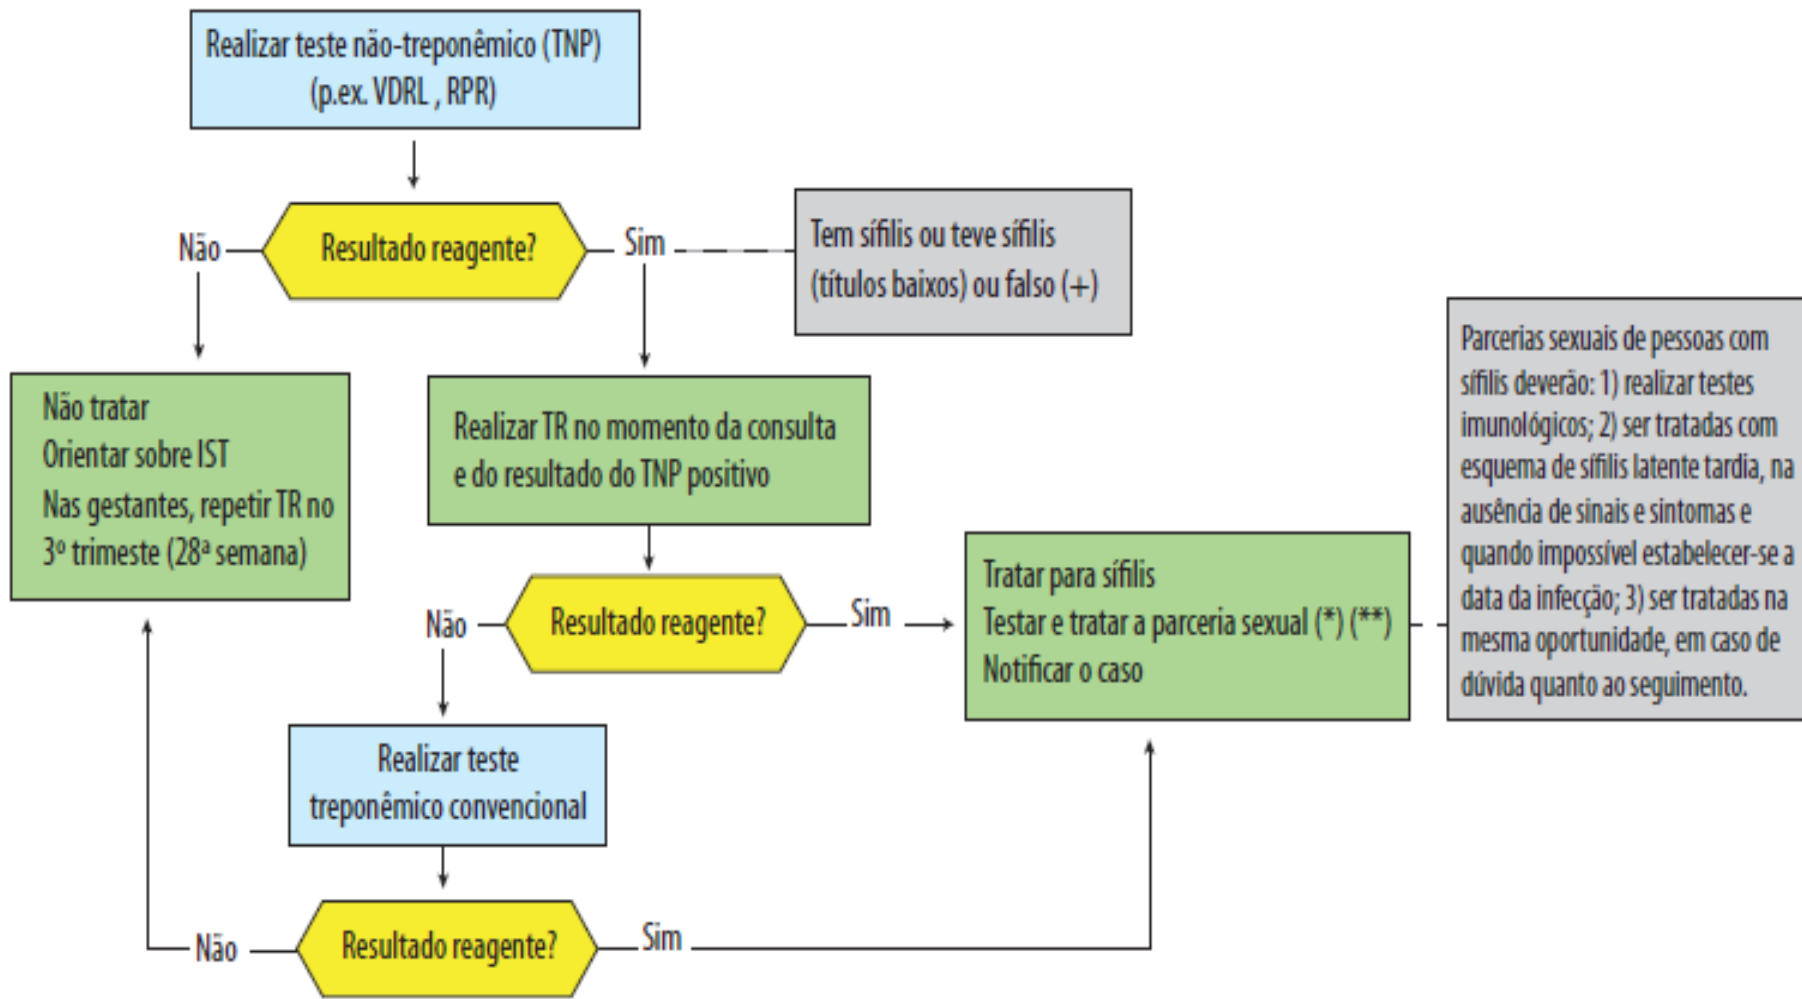 Realizar teste não-treponêmico (TNP)
(p.ex. VDRL , RPR)
Resultado reagente?
Não
Sim
Tem sífilis ou teve sífilis
(títulos baixos) ou falso (+)
Não tratar
Orientar sobre IST
Nas gestantes, repetir TR no
3º trimestre (28ª semana)
Realizar TR no momento da consulta
e do resultado do TNP positivo
Resultado reagente?
Não
Sim
Tratar para sífilis
Testar e tratar a parceria sexual (*) (**)
Notificar o caso
Parcerias sexuais de pessoas com
sífilis deverão: 1) realizar testes
imunológicos; 2) ser tratadas com
esquema de sífilis latente tardia, na
ausência de sinais e sintomas e
quando impossível estabelecer-se a
data da infecção; 3) ser tratadas na
mesma oportunidade, em caso de
dúvida quanto ao seguimento.
Realizar teste
treponêmico convencional
Resultado reagente?
Não
Sim